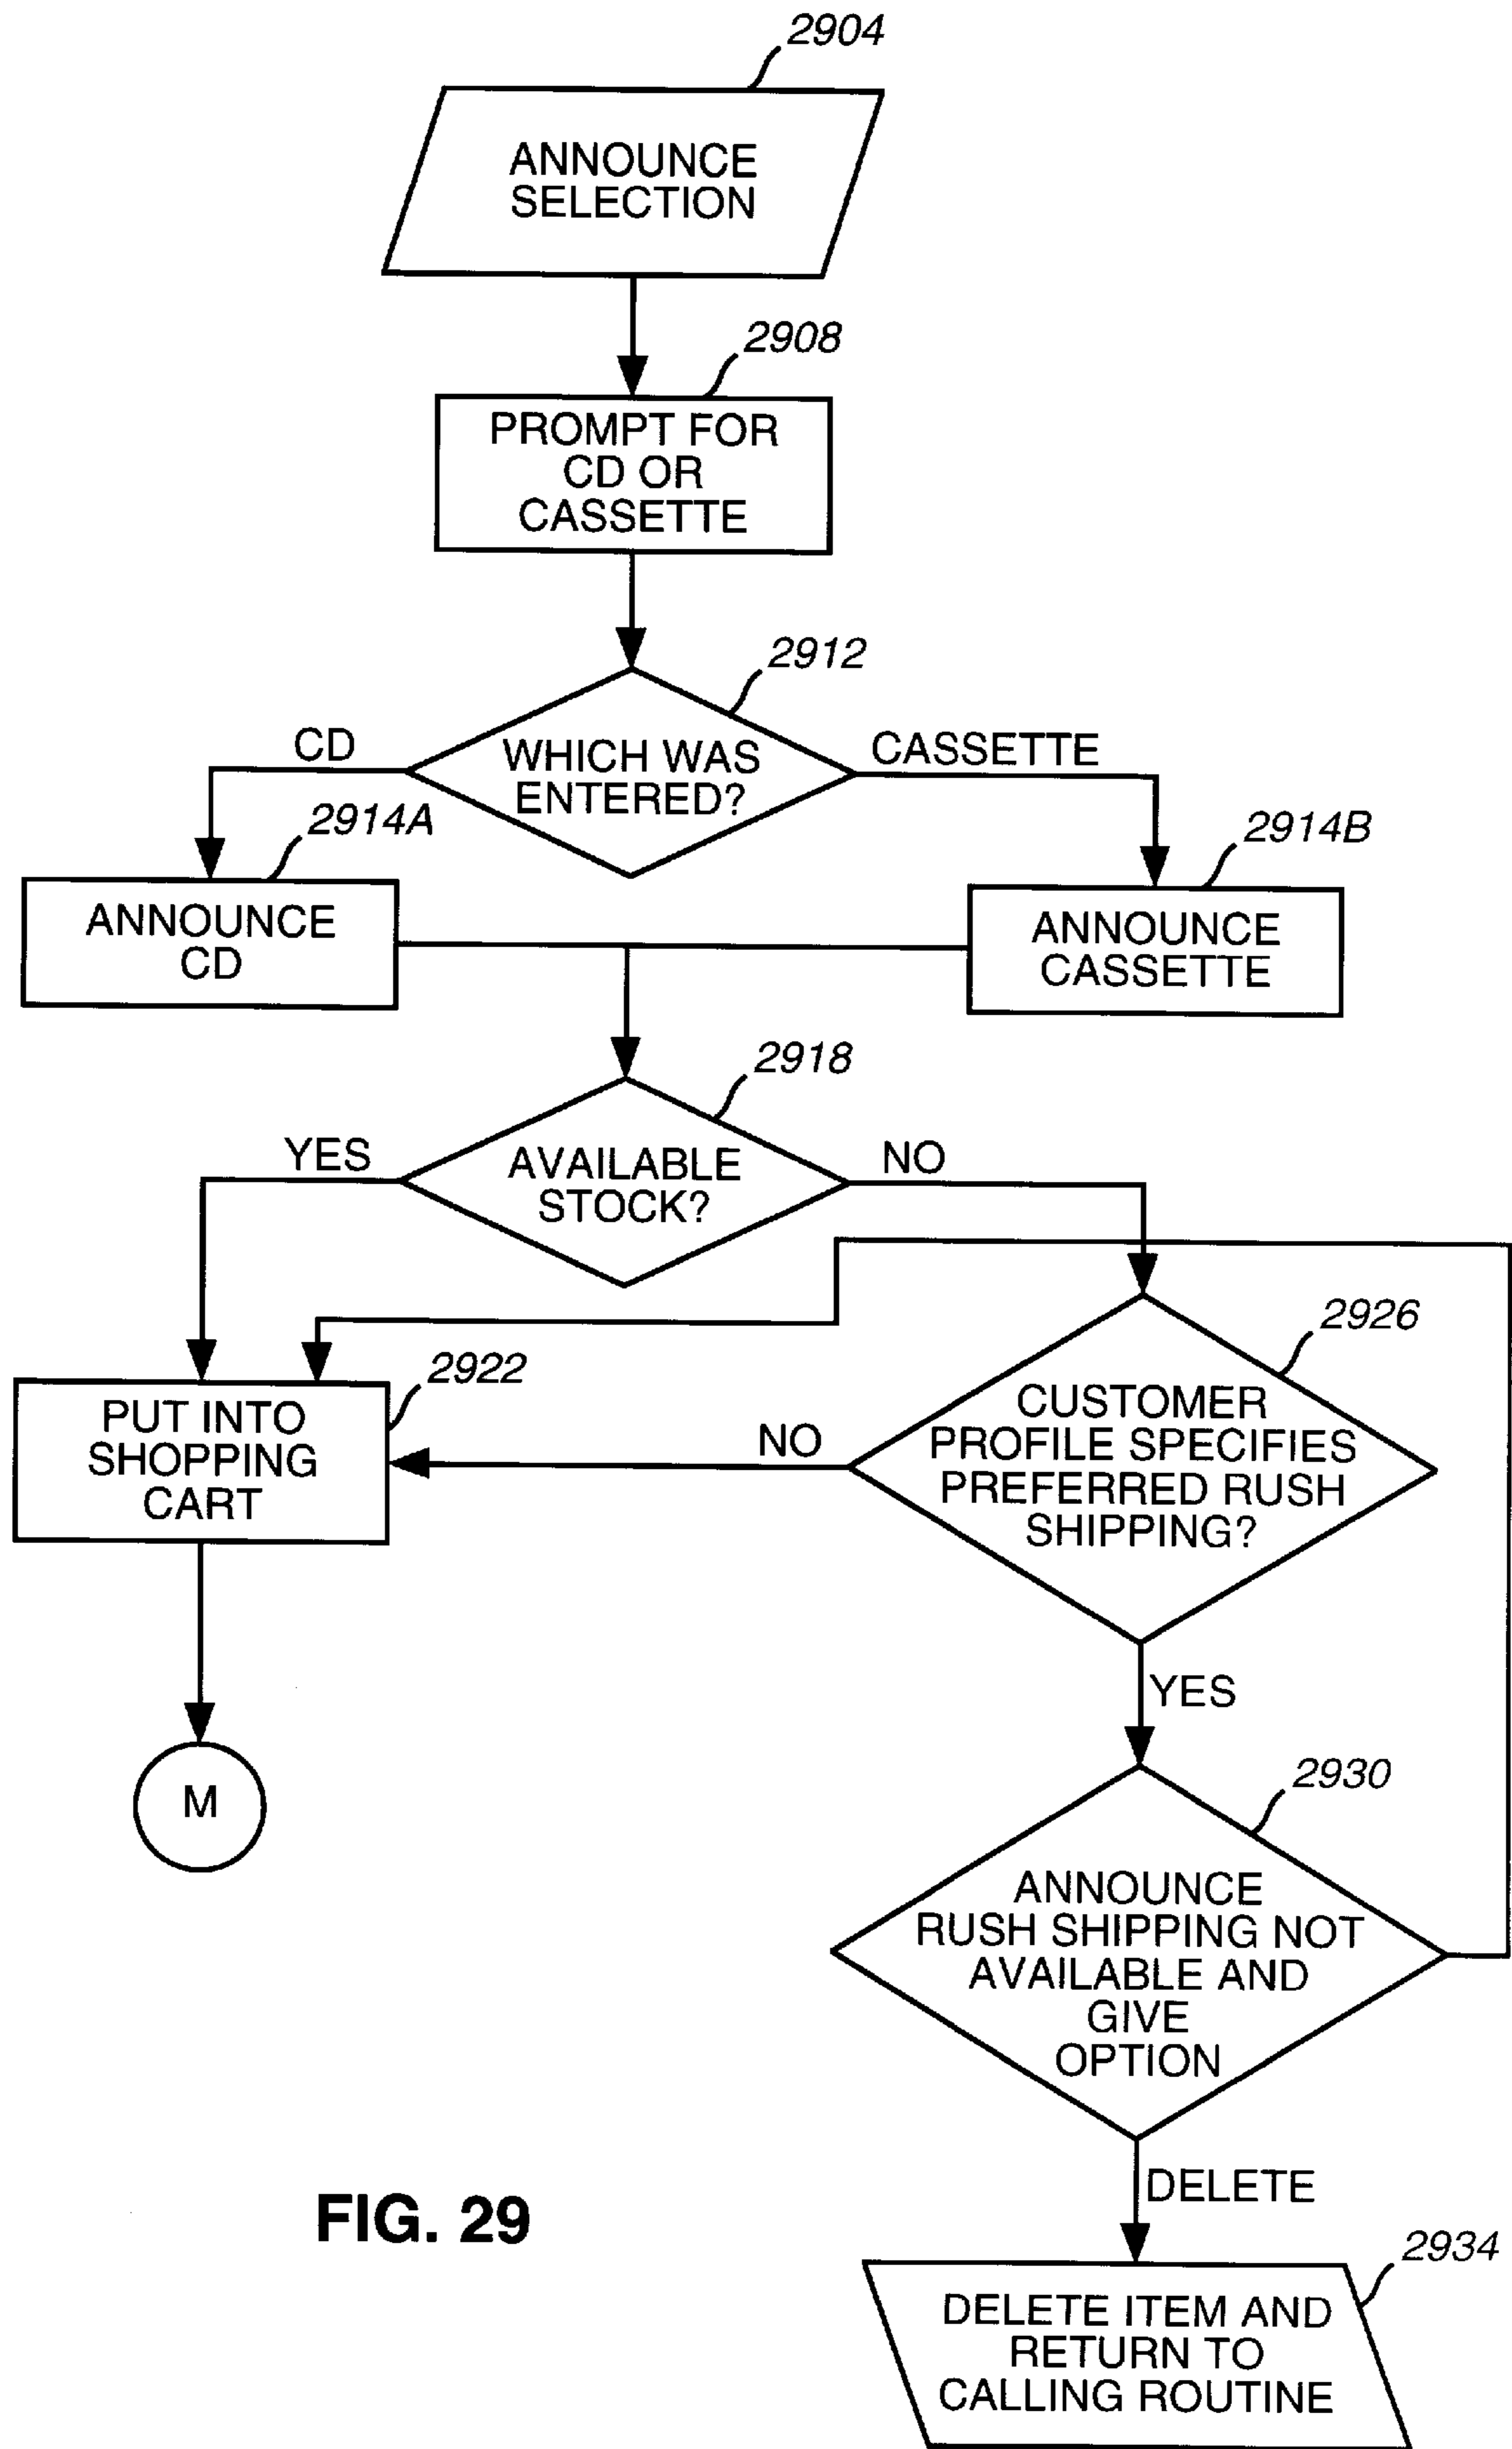 2904
ANNOUNCE
SELECTION
2908
PROMPT FOR
CD OR
CASSETTE
2912
CD
WHICH WAS
ENTERED?
CASSETTE
2914A
2914B
ANNOUNCE
CD
ANNOUNCE
CASSETTE
2918
YES
AVAILABLE
STOCK?
NO
2926
2922
PUT INTO
SHOPPING
CART
NO
CUSTOMER
PROFILE SPECIFIES
PREFERRED RUSH
SHIPPING?
YES
M
2930
ANNOUNCE
RUSH SHIPPING NOT
AVAILABLE AND
GIVE
OPTION
DELETE
FIG. 29
2934
DELETE ITEM AND
RETURN TO
CALLING ROUTINE